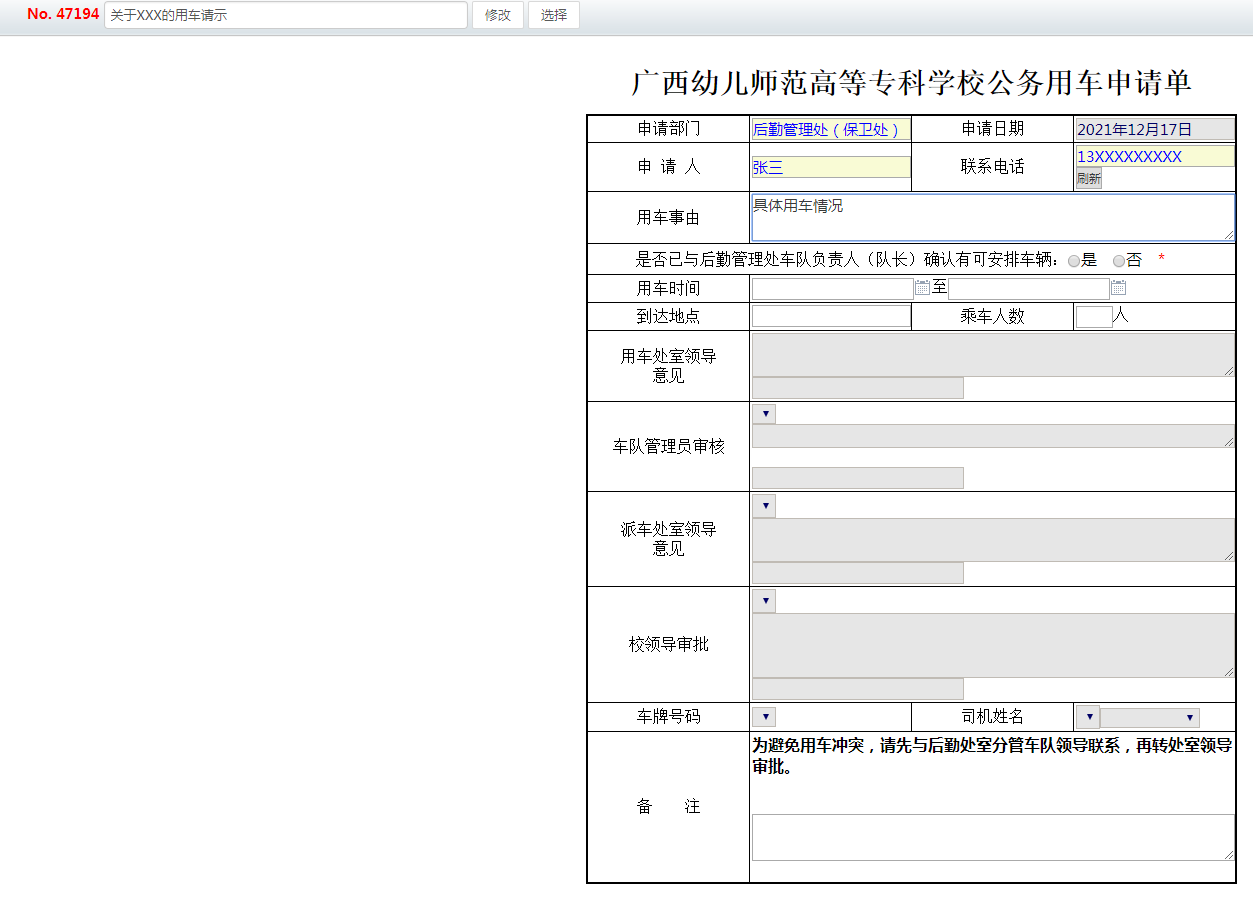 No. 47194 关于XXX的用车请示 修改 选择
广西幼儿师范高等专科学校公务用车申请单
申请部门 后勤管理处（保卫处） 申请日期 2021年12月17日
申 请 人 张三 联系电话 13XXXXXXXXX
刷新
用车事由 具体用车情况
是否已与后勤管理处车队负责人（队长）确认有可安排车辆：是 否 *
用车时间 至
到达地点 乘车人数 人
用车处室领导
意见
车队管理员审核
派车处室领导
意见
校领导审批
车牌号码 司机姓名
为避免用车冲突，请先与后勤处室分管车队领导联系，再转处室领导
审批。
备 注